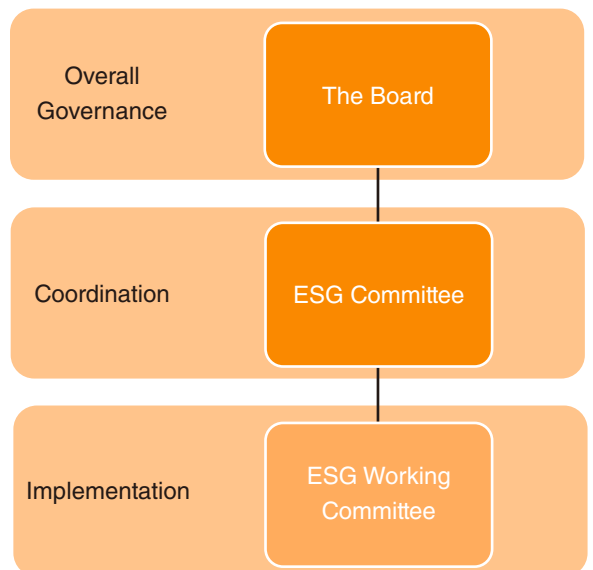 Overall
Governance
The Board
Coordination
ESG Committee
Implementation
ESG Working
Committee